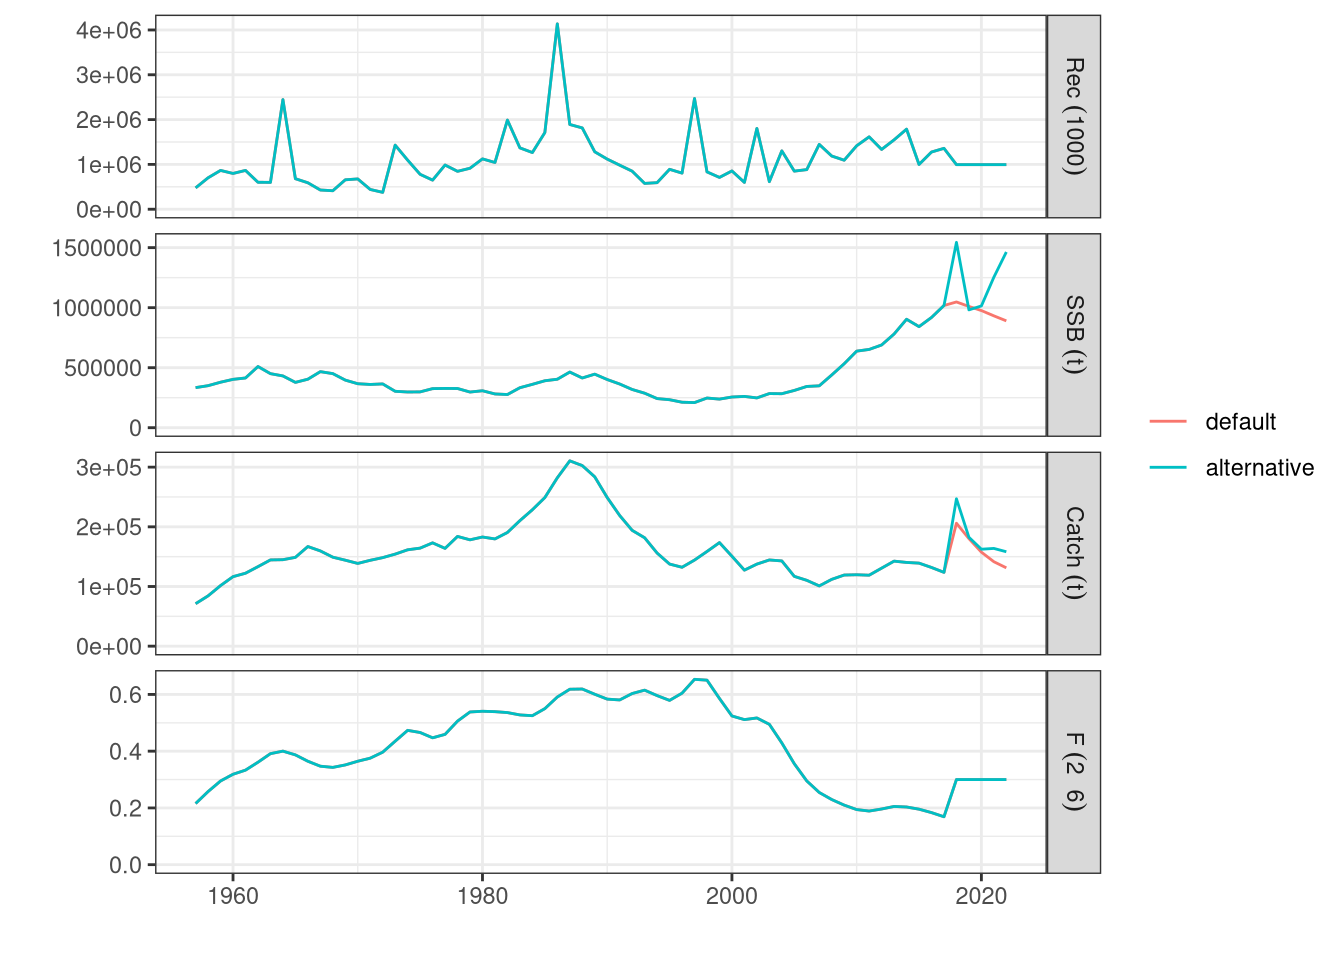 4e+06
3e+06
2e+06
1e+06
0e+00
Rec (1000)
1500000
1000000
500000
0
SSB (t)
3e+05
2e+05
1e+05
0e+00
Catch (t)
0.6
0.4
0.2
0.0
F (2 6)
1960 1980 2000 2020
default
alternative